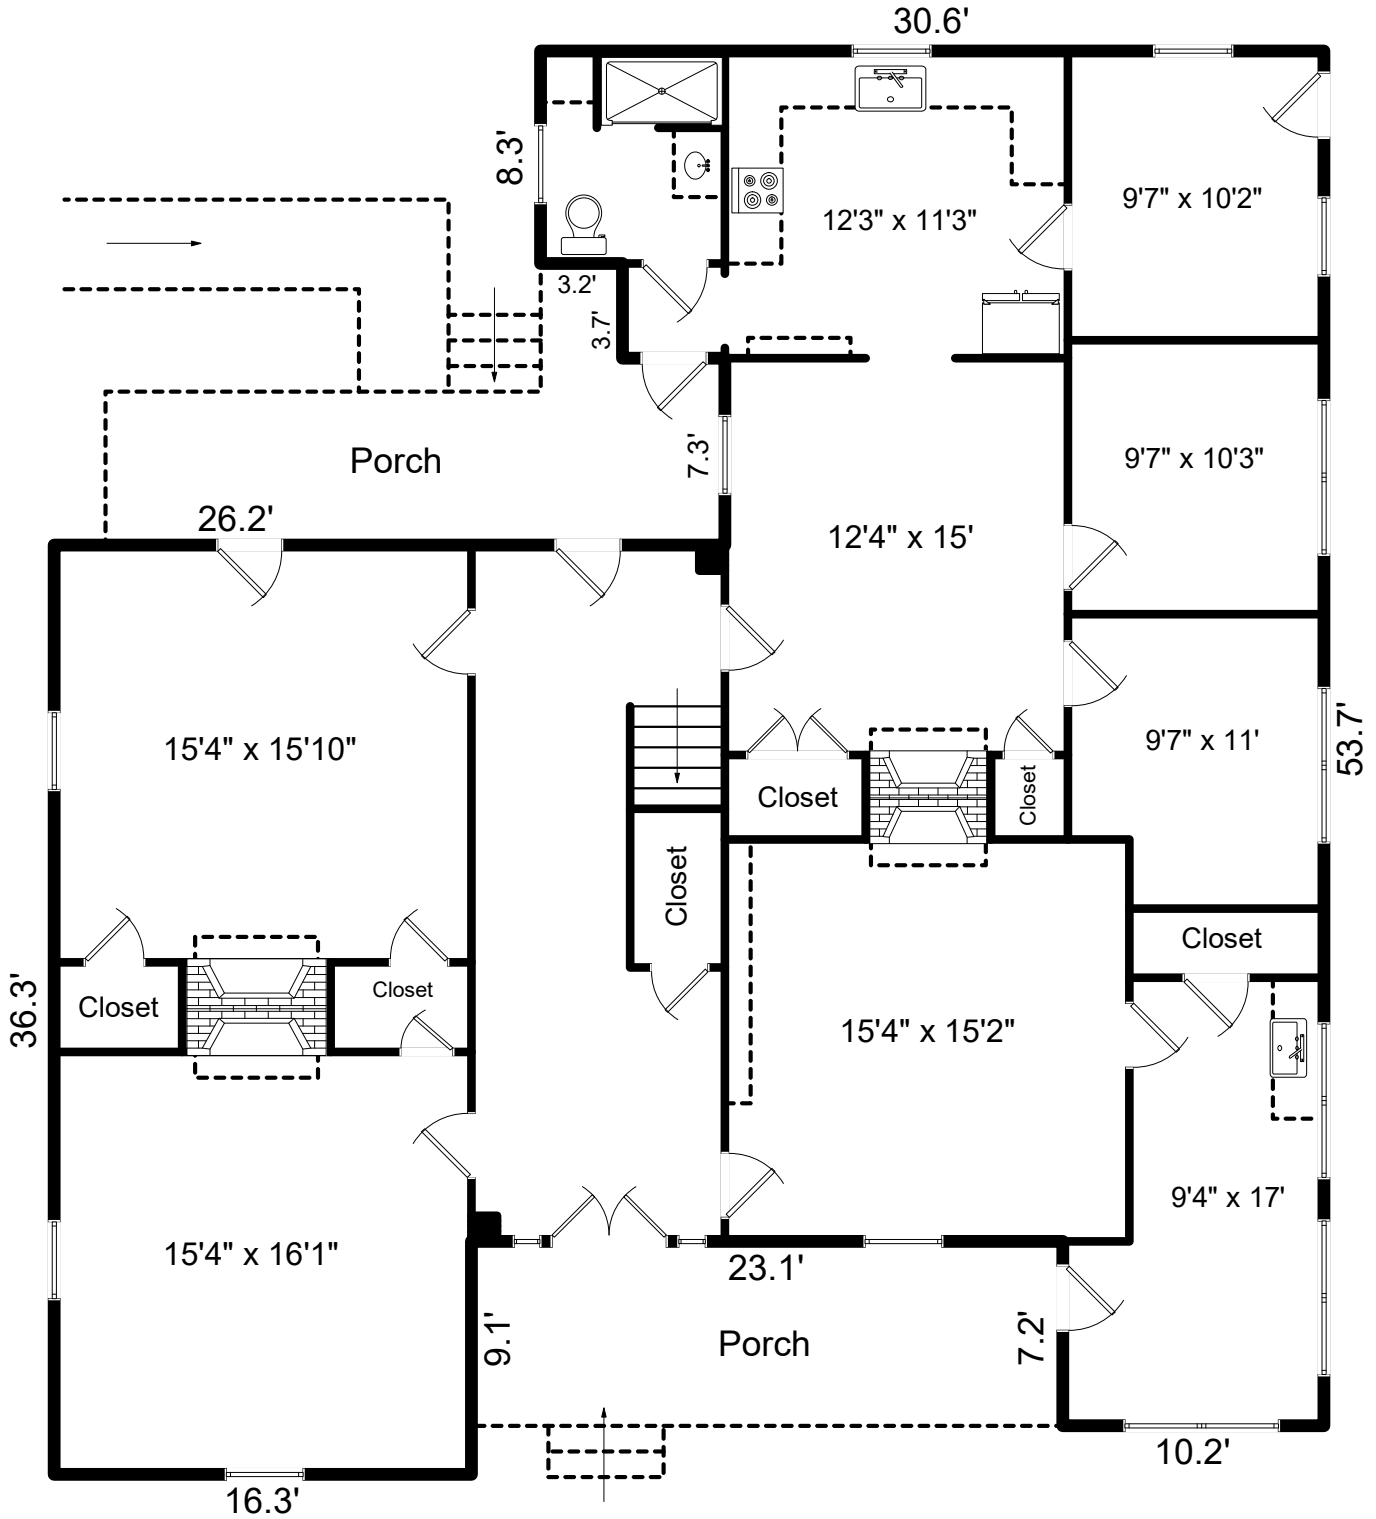 30.6'
8.3'
9'7" x 10'2"
12'3" x 11'3"
3.2'
3.7'
Porch
7.3'
9'7" x 10'3"
26.2'
12'4" x 15'
15'4" x 15'10"
9'7" x 11'
53.7'
Closet
Closet
Closet
Closet
36.3'
Closet
Closet
15'4" x 15'2"
9'4" x 17'
15'4" x 16'1"
23.1'
9.1'
Porch
7.2'
10.2'
16.3'